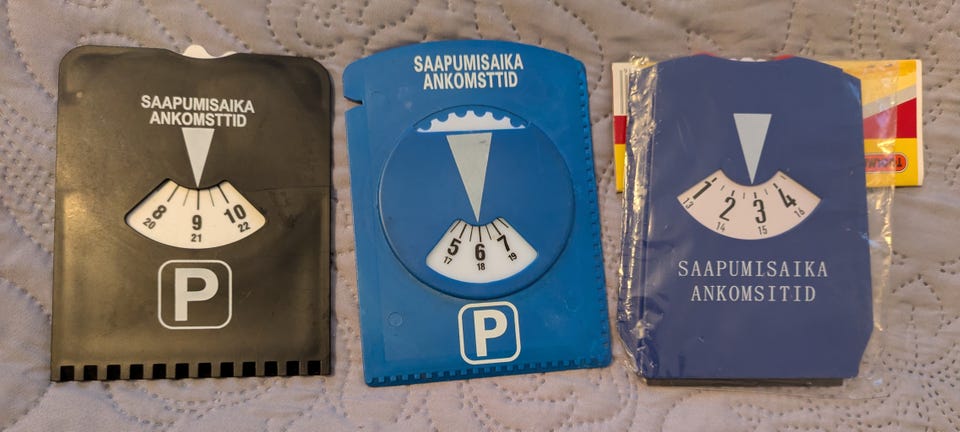 SAAPUMISAIKA
ANKOMSTTID
8 9 10
20 21 22
P
SAAPUMISAIKA
ANKOMSTTID
5 6 7
17 18 19
P
1 2 3 4
13 14 15 16
SAAPUMISAIKA
ANKOMSITID